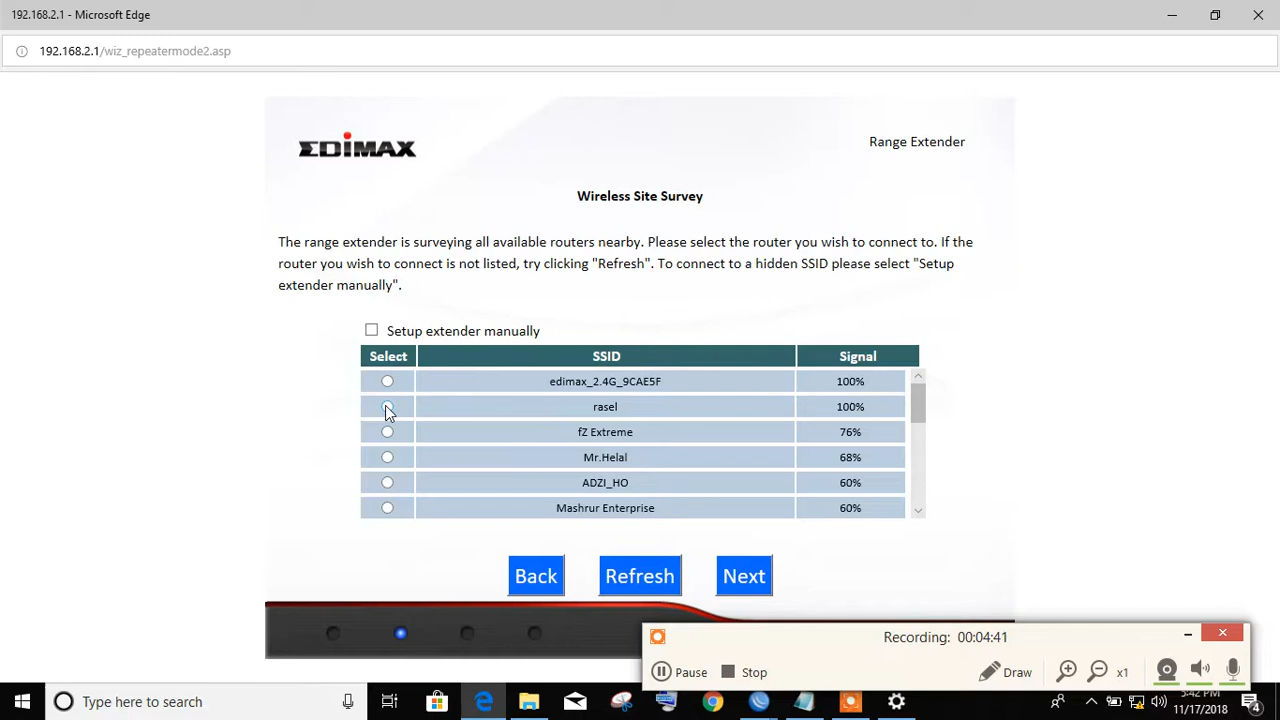 192.168.2.1 - Microsoft Edge
192.168.2.1/wiz_repeatermode2.asp
EDIMAX
Range Extender
Wireless Site Survey
The range extender is surveying all available routers nearby. Please select the router you wish to connect to. If the
router you wish to connect is not listed, try clicking "Refresh". To connect to a hidden SSID please select "Setup
extender manually".
Setup extender manually
Select SSID Signal
edimax_2.4G_9CAE5F 100%
rasel 100%
fZ Extreme 76%
Mr.Helal 68%
ADZI_HO 60%
Mashrur Enterprise 60%
Back Refresh Next
Recording: 00:04:41
Pause Stop Draw x1
Type here to search
5:42 PM
11/17/2018
4